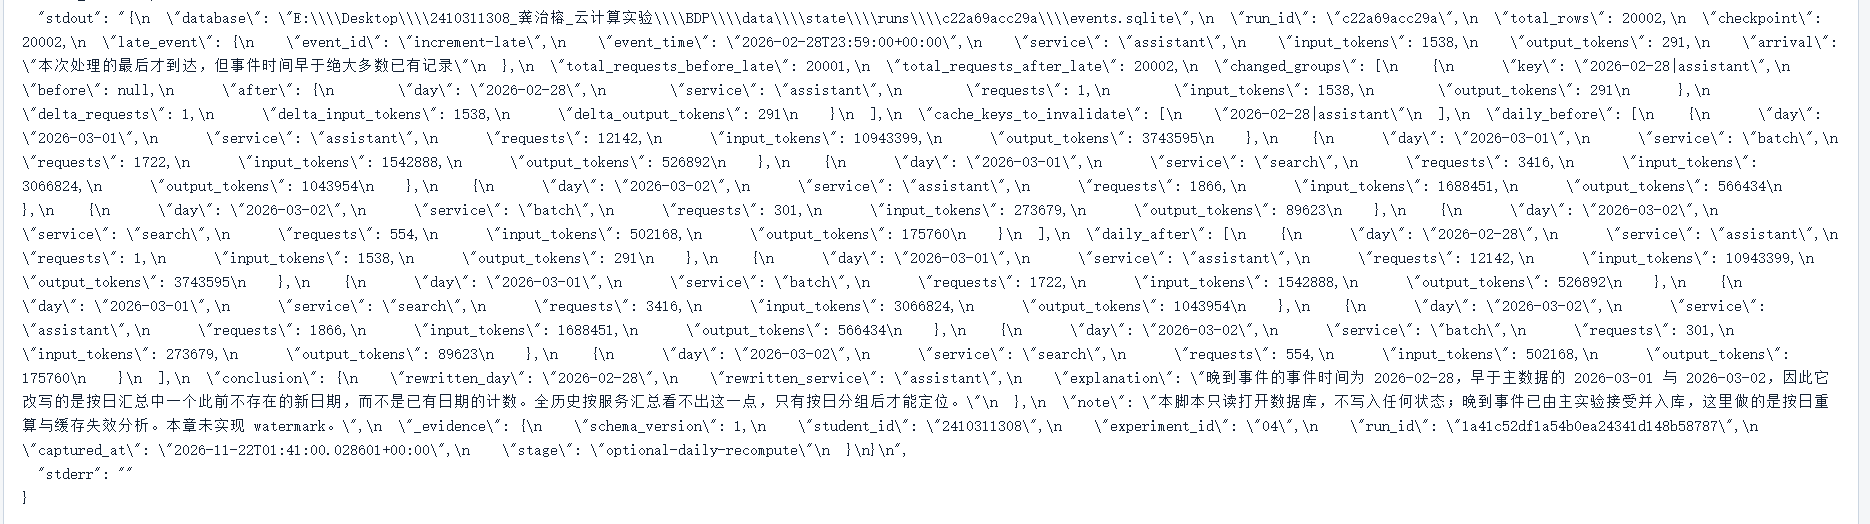 "stdout": "{\n  \"database\": \"E:\\\\Desktop\\\\2410311308_龚治榕_云计算实验\\\\BDP\\\\data\\\\state\\\\runs\\\\c22a69acc29a\\\\events.sqlite\",\n  \"run_id\": \"c22a69acc29a\",\n  \"total_rows\": 20002,\n  \"checkpoint\":
20002,\n  \"late_event\": {\n    \"event_id\": \"increment-late\",\n    \"event_time\": \"2026-02-28T23:59:00+00:00\",\n    \"service\": \"assistant\",\n    \"input_tokens\": 1538,\n    \"output_tokens\": 291,\n    \"arrival\":
\"本次处理的最后才到达，但事件时间早于绝大多数已有记录\"\n  },\n  \"total_requests_before_late\": 20001,\n  \"total_requests_after_late\": 20002,\n  \"changed_groups\": [\n    {\n      \"key\": \"2026-02-28|assistant\",\n
\"before\": null,\n      \"after\": {\n        \"day\": \"2026-02-28\",\n        \"service\": \"assistant\",\n        \"requests\": 1,\n        \"input_tokens\": 1538,\n        \"output_tokens\": 291\n      },\n
\"delta_requests\": 1,\n      \"delta_input_tokens\": 1538,\n      \"delta_output_tokens\": 291\n    }\n  ],\n  \"cache_keys_to_invalidate\": [\n    \"2026-02-28|assistant\"\n  ],\n  \"daily_before\": [\n    {\n      \"day\":
\"2026-03-01\",\n      \"service\": \"assistant\",\n      \"requests\": 12142,\n      \"input_tokens\": 10943399,\n      \"output_tokens\": 3743595\n    },\n    {\n      \"day\": \"2026-03-01\",\n      \"service\": \"batch\",\n
\"requests\": 1722,\n      \"input_tokens\": 1542888,\n      \"output_tokens\": 526892\n    },\n    {\n      \"day\": \"2026-03-01\",\n      \"service\": \"search\",\n      \"requests\": 3416,\n      \"input_tokens\":
3066824,\n      \"output_tokens\": 1043954\n    },\n    {\n      \"day\": \"2026-03-02\",\n      \"service\": \"assistant\",\n      \"requests\": 1866,\n      \"input_tokens\": 1688451,\n      \"output_tokens\": 566434\n
},\n    {\n      \"day\": \"2026-03-02\",\n      \"service\": \"batch\",\n      \"requests\": 301,\n      \"input_tokens\": 273679,\n      \"output_tokens\": 89623\n    },\n    {\n      \"day\": \"2026-03-02\",\n
\"service\": \"search\",\n      \"requests\": 554,\n      \"input_tokens\": 502168,\n      \"output_tokens\": 175760\n    }\n  ],\n  \"daily_after\": [\n    {\n      \"day\": \"2026-02-28\",\n      \"service\": \"assistant\",\n
\"requests\": 1,\n      \"input_tokens\": 1538,\n      \"output_tokens\": 291\n    },\n    {\n      \"day\": \"2026-03-01\",\n      \"service\": \"assistant\",\n      \"requests\": 12142,\n      \"input_tokens\": 10943399,\n
\"output_tokens\": 3743595\n    },\n    {\n      \"day\": \"2026-03-01\",\n      \"service\": \"batch\",\n      \"requests\": 1722,\n      \"input_tokens\": 1542888,\n      \"output_tokens\": 526892\n    },\n    {\n
\"day\": \"2026-03-01\",\n      \"service\": \"search\",\n      \"requests\": 3416,\n      \"input_tokens\": 3066824,\n      \"output_tokens\": 1043954\n    },\n    {\n      \"day\": \"2026-03-02\",\n      \"service\":
\"assistant\",\n      \"requests\": 1866,\n      \"input_tokens\": 1688451,\n      \"output_tokens\": 566434\n    },\n    {\n      \"day\": \"2026-03-02\",\n      \"service\": \"batch\",\n      \"requests\": 301,\n
\"input_tokens\": 273679,\n      \"output_tokens\": 89623\n    },\n    {\n      \"day\": \"2026-03-02\",\n      \"service\": \"search\",\n      \"requests\": 554,\n      \"input_tokens\": 502168,\n      \"output_tokens\":
175760\n    }\n  ],\n  \"conclusion\": {\n    \"rewritten_day\": \"2026-02-28\",\n    \"rewritten_service\": \"assistant\",\n    \"explanation\": \"晚到事件的事件时间为 2026-02-28，早于主数据的 2026-03-01 与 2026-03-02，因此它
改写的是按日汇总中一个此前不存在的新日期，而不是已有日期的计数。全历史按服务汇总看不出这一点，只有按日分组后才能定位。\"\n  },\n  \"note\": \"本脚本只读打开数据库，不写入任何状态；晚到事件已由主实验接受并入库，这里做的是按日重
算与缓存失效分析。本章未实现 watermark。\",\n  \"_evidence\": {\n    \"schema_version\": 1,\n    \"student_id\": \"2410311308\",\n    \"experiment_id\": \"04\",\n    \"run_id\": \"1a41c52df1a54b0ea24341d148b58787\",\n
\"captured_at\": \"2026-11-22T01:41:00.028601+00:00\",\n    \"stage\": \"optional-daily-recompute\"\n  }\n}\n",
"stderr": ""
}